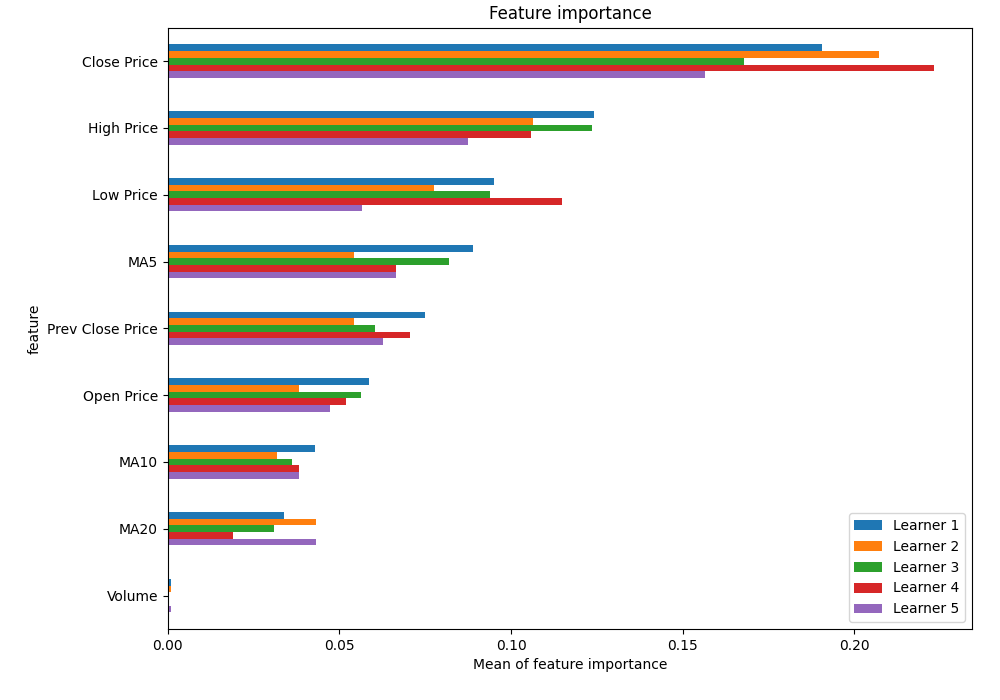 Feature importance
Close Price
High Price
Low Price
MA5
Prev Close Price
Open Price
MA10
MA20
Volume
feature
Learner 1
Learner 2
Learner 3
Learner 4
Learner 5
0.00 0.05 0.10 0.15 0.20
Mean of feature importance